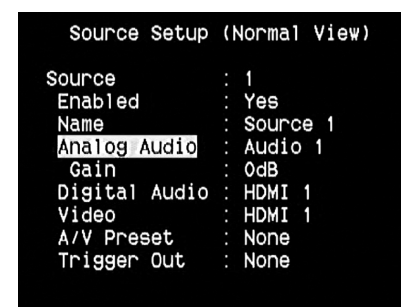 Source Setup (Normal View)
Source : 1
Enabled : Yes
Name : Source 1
Analog Audio : Audio 1
Gain : 0dB
Digital Audio : HDMI 1
Video : HDMI 1
A/V Preset : None
Trigger Out : None